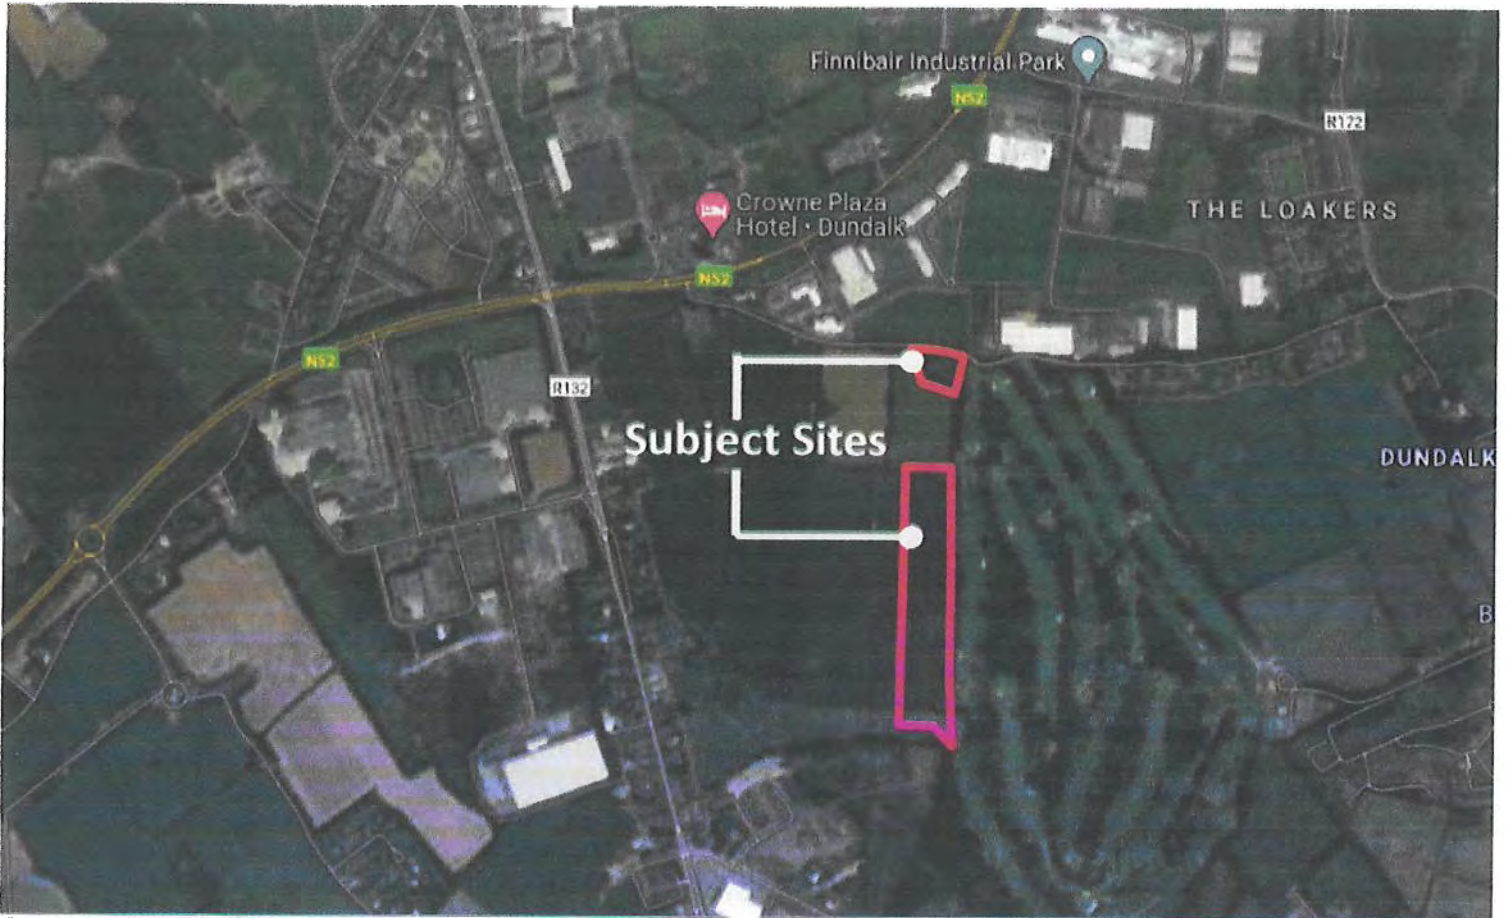 Finnibair Industrial Park
N52
R172
Crowne Plaza
Hotel • Dundalk
THE LOAKERS
N52
N52
R132
Subject Sites
DUNDALK
B